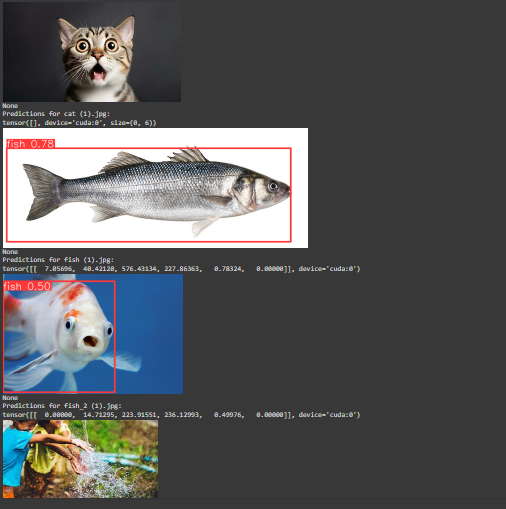 None
Predictions for cat (1).jpg:
tensor([], device='cuda:0', size=(0, 6))
fish 0.78
None
Predictions for fish (1).jpg:
tensor([[  7.05696,  40.42120, 576.43134, 227.86363,   0.78324,   0.00000]], device='cuda:0')
fish 0.50
None
Predictions for fish_2 (1).jpg:
tensor([[  0.00000,  14.71295, 223.91551, 236.12993,   0.49976,   0.00000]], device='cuda:0')